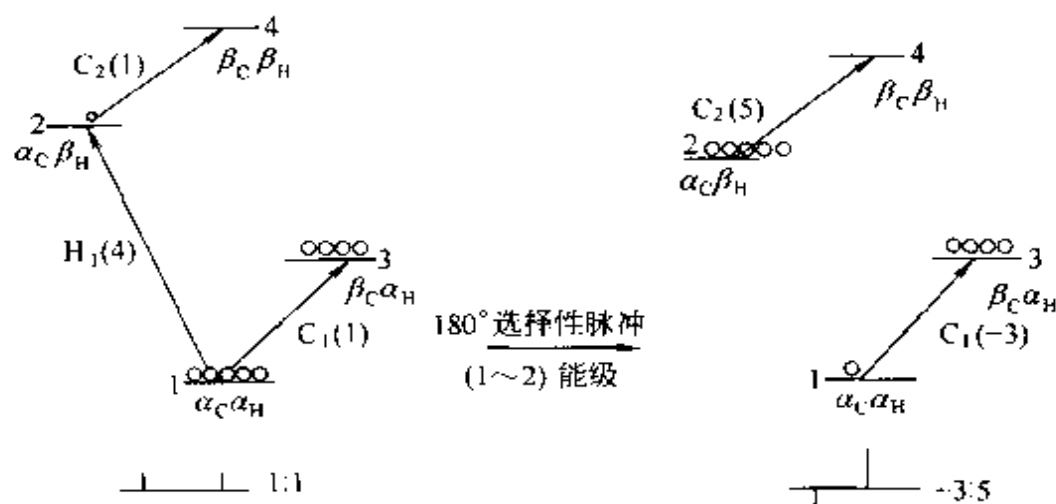 4
C₂(1)
β_C β_H
2
α_C β_H
H₁(4)
3
β_C α_H
C₁(1)
1
α_C α_H
1:1
180°选择性脉冲
(1～2) 能级
4
C₂(5)
β_C β_H
2
α_C β_H
3
β_C α_H
C₁(−3)
1
α_C α_H
−3:5